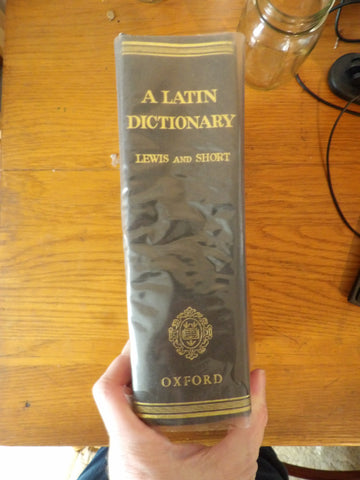 A LATIN
DICTIONARY
LEWIS AND SHORT
OXFORD